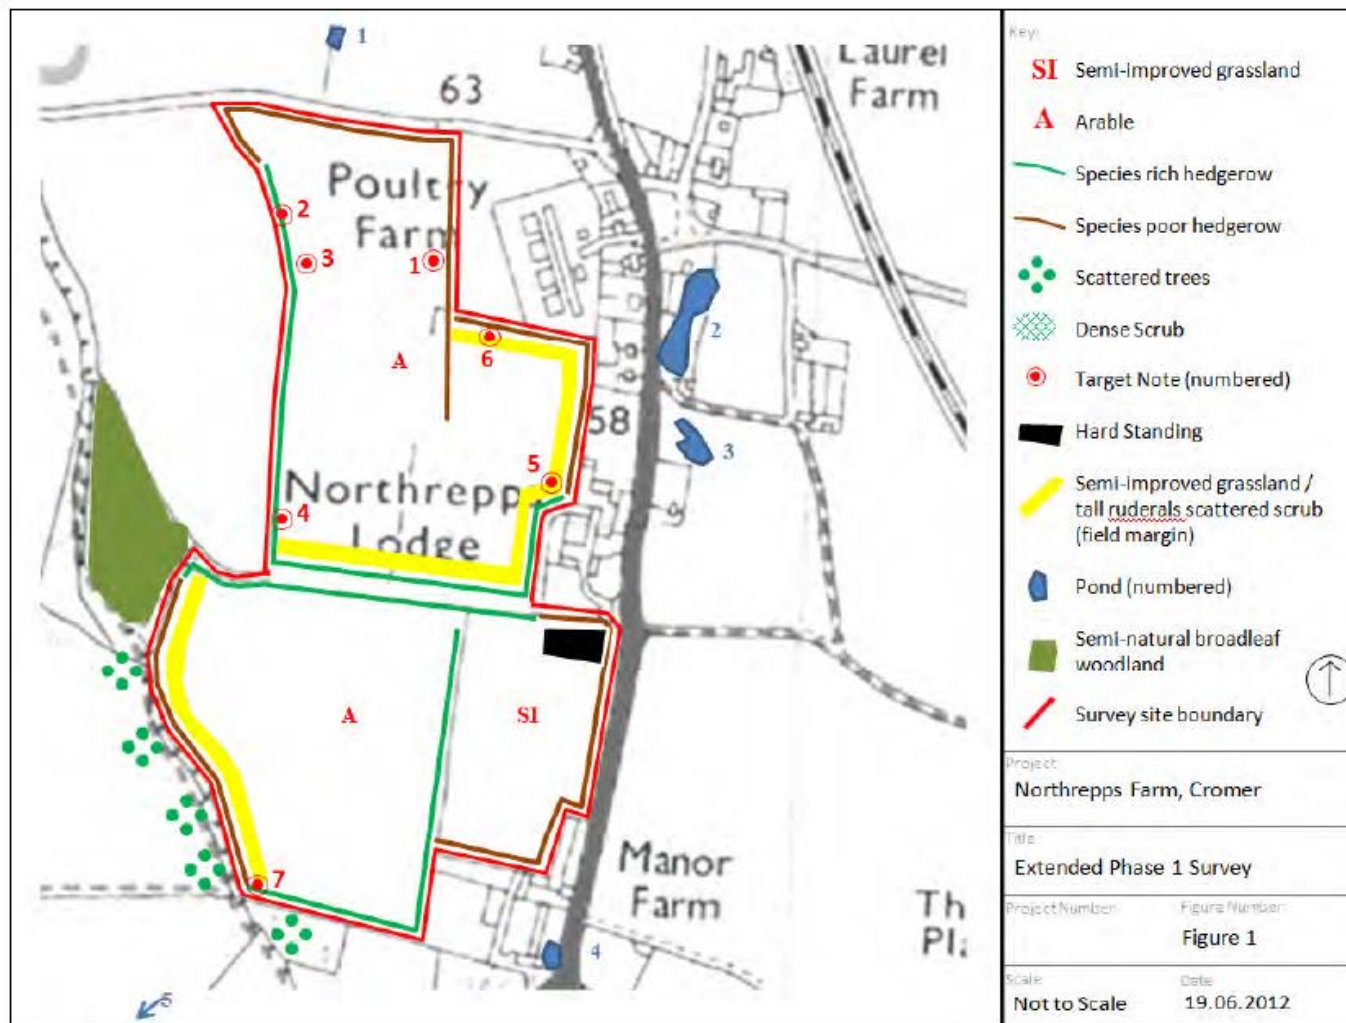 1
63
Laurel
Farm
Poultry
Farm
2
3
1
2
6
A
58
3
5
Northrepps
Lodge
4
A
SI
Manor
Farm
7
4
5
Th
Pl
Key:
SI Semi-improved grassland
A Arable
Species rich hedgerow
Species poor hedgerow
Scattered trees
Dense Scrub
Target Note (numbered)
Hard Standing
Semi-improved grassland /
tall ruderals scattered scrub
(field margin)
Pond (numbered)
Semi-natural broadleaf
woodland
Survey site boundary
Project:
Northrepps Farm, Cromer
Title
Extended Phase 1 Survey
Project Number: Figure Number:
Figure 1
Scale Date
Not to Scale 19.06.2012